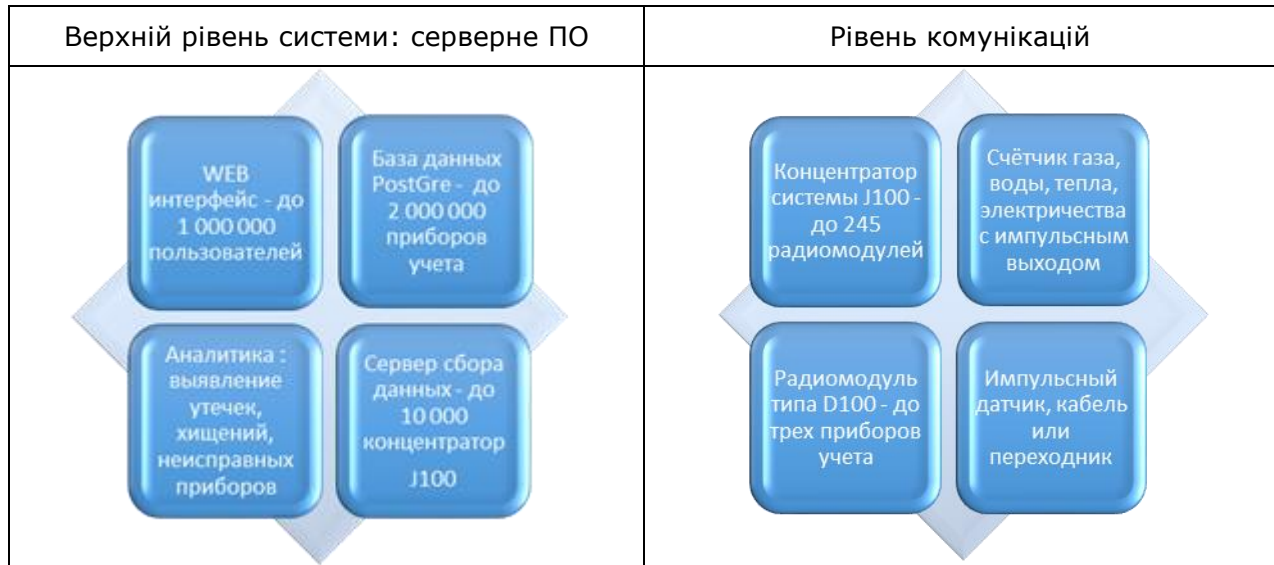 Верхній рівень системи: серверне ПО
Рівень комунікацій
WEB
интерфейс - до
1 000 000
пользователей
База данных
PostGre - до
2 000 000
приборов
учета
Аналитика :
выявление
утечек,
хищений,
неисправных
приборов
Сервер сбора
данных - до
10 000
концентратор
J100
Концентратор
системы J100 -
до 245
радиомодулей
Счётчик газа,
воды, тепла,
электричества
с импульсным
выходом
Радиомодуль
типа D100 - до
трех приборов
учета
Импульсный
датчик, кабель
или
переходник